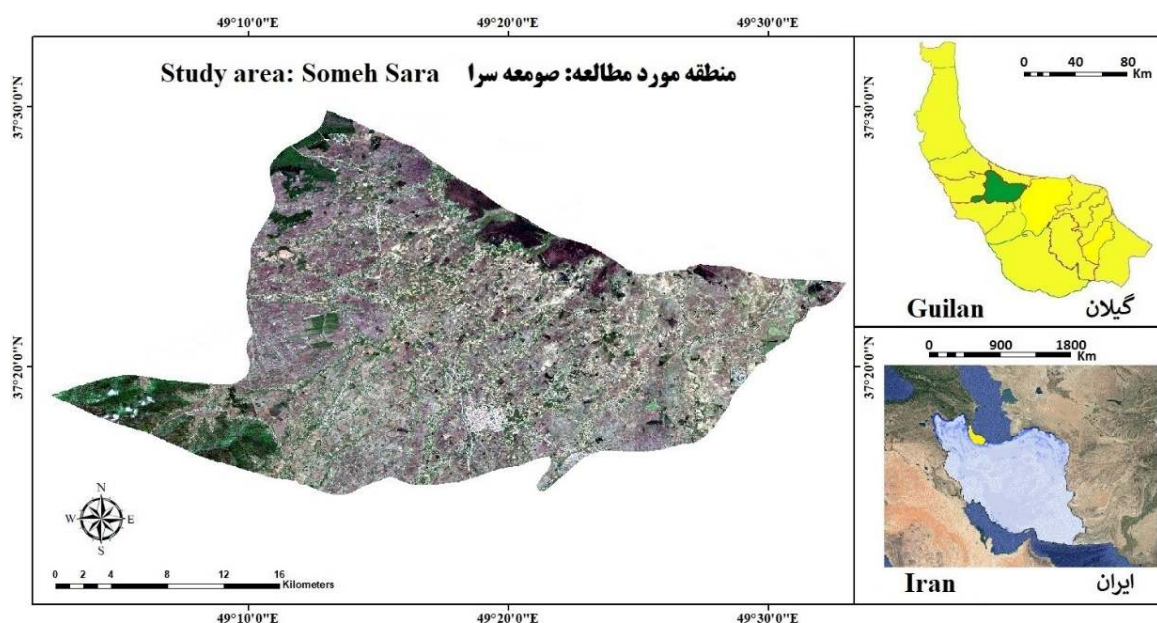 49°10'0"E 49°20'0"E 49°30'0"E
Study area: Someh Sara منطقه مورد مطالعه: صومعه سرا
37°30'0"N
37°20'0"N
N
W E
S
0 2 4 8 12 16
Kilometers
49°10'0"E 49°20'0"E 49°30'0"E
0 40 80
Km
37°30'0"N
Guilan گیلان
0 900 1800
Km
37°20'0"N
Iran ایران